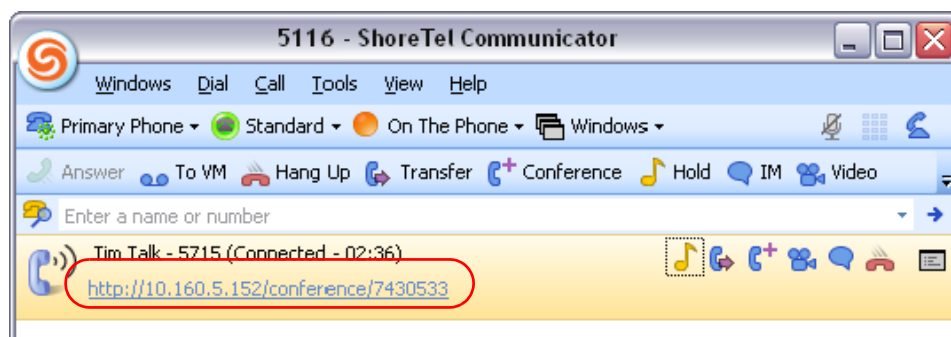 5116 - ShoreTel Communicator
Windows Dial Call Tools View Help
Primary Phone Standard On The Phone Windows
Answer To VM Hang Up Transfer Conference Hold IM Video
Enter a name or number
Tim Talk - 5715 (Connected - 02:36)
http://10.160.5.152/conference/7430533